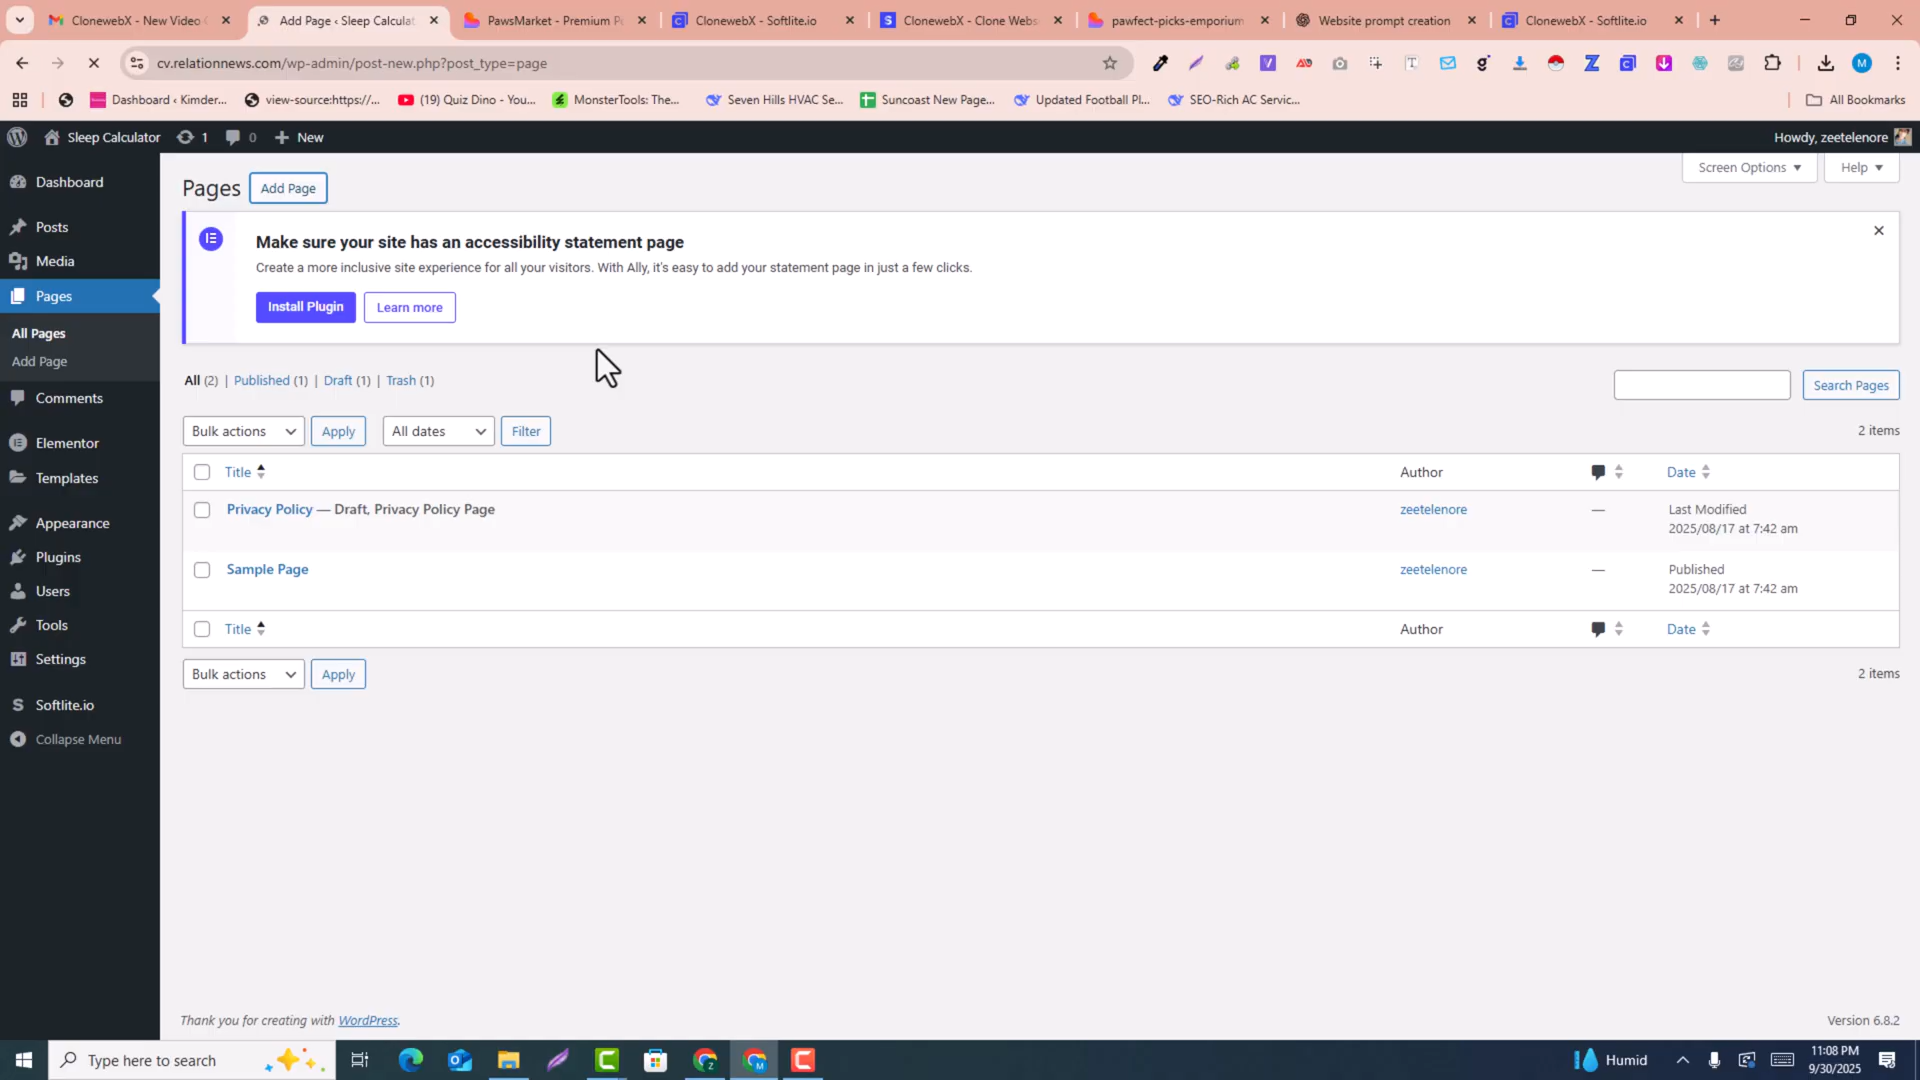 ClonewebX - New Video
Add Page ‹ Sleep Calculat
PawsMarket - Premium P
ClonewebX - Softlite.io
ClonewebX - Clone Webs
pawfect-picks-emporium
Website prompt creation
ClonewebX - Softlite.io
cv.relationnews.com/wp-admin/post-new.php?post_type=page
Dashboard ‹ Kimder...
view-source:https://...
(19) Quiz Dino - You...
MonsterTools: The...
Seven Hills HVAC Se...
Suncoast New Page...
Updated Football Pl...
SEO-Rich AC Servic...
All Bookmarks
Sleep Calculator
1
0
New
Howdy, zeetelenore
Dashboard
Posts
Media
Pages
All Pages
Add Page
Comments
Elementor
Templates
Appearance
Plugins
Users
Tools
Settings
Softlite.io
Collapse Menu
Screen Options
Help
Pages
Add Page
Make sure your site has an accessibility statement page
Create a more inclusive site experience for all your visitors. With Ally, it's easy to add your statement page in just a few clicks.
Install Plugin
Learn more
All (2) | Published (1) | Draft (1) | Trash (1)
Search Pages
Bulk actions
Apply
All dates
Filter
2 items
Title
Author
Date
Privacy Policy — Draft, Privacy Policy Page
zeetelenore
—
Last Modified
2025/08/17 at 7:42 am
Sample Page
zeetelenore
—
Published
2025/08/17 at 7:42 am
Title
Author
Date
Bulk actions
Apply
2 items
Thank you for creating with WordPress.
Version 6.8.2
Type here to search
Humid
11:08 PM
9/30/2025